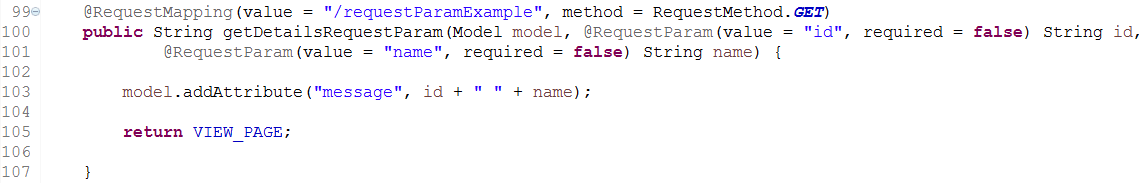 99 @RequestMapping(value = "/requestParamExample", method = RequestMethod.GET)
100 public String getDetailsRequestParam(Model model, @RequestParam(value = "id", required = false) String id,
101 @RequestParam(value = "name", required = false) String name) {
102
103 model.addAttribute("message", id + " " + name);
104
105 return VIEW_PAGE;
106
107 }